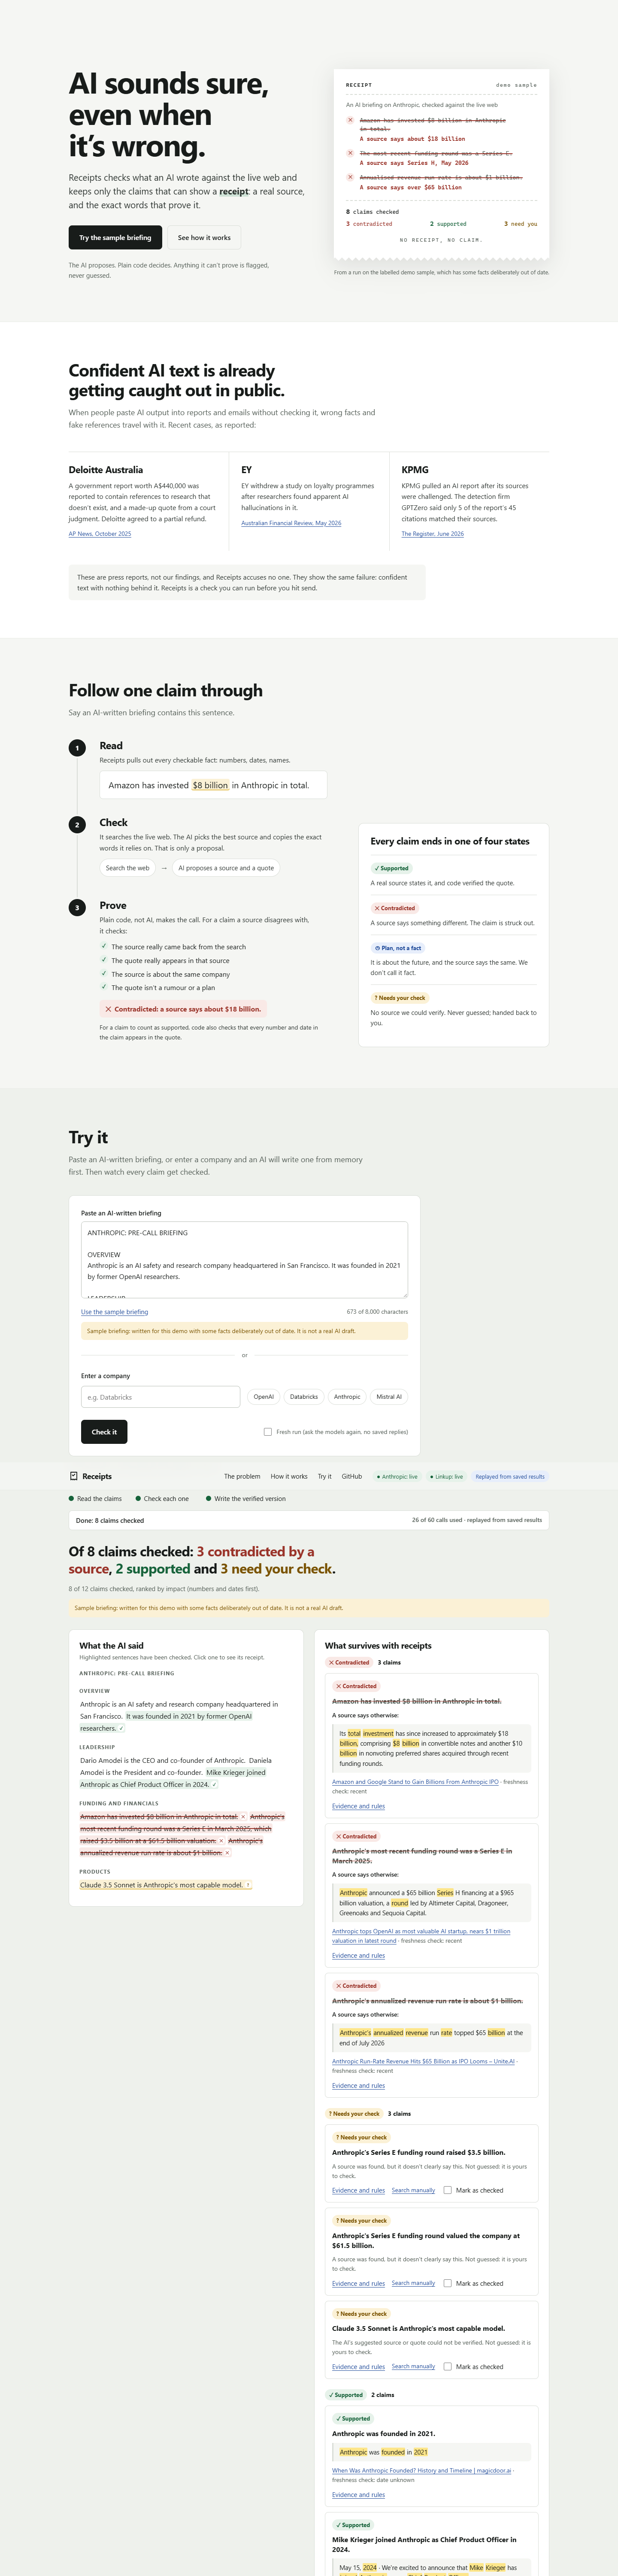 AI sounds sure,
even when
it's wrong.
Receipts checks what an AI wrote against the live web and
keeps only the claims that can show a receipt: a real source,
and the exact words that prove it.
Try the sample briefing
See how it works
The AI proposes. Plain code decides. Anything it can't prove is flagged,
never guessed.
RECEIPT
demo sample
An AI briefing on Anthropic, checked against the live web
Amazon has invested $8 billion in Anthropic
in total.
A source says about $18 billion
The most recent funding round was a Series E.
A source says Series H, May 2026
Annualised revenue run rate is about $1 billion.
A source says over $65 billion
8 claims checked
3 contradicted
2 supported
3 need you
NO RECEIPT, NO CLAIM.
From a run on the labelled demo sample, which has some facts deliberately out of date.
Confident AI text is already
getting caught out in public.
When people paste AI output into reports and emails without checking it, wrong facts and
fake references travel with it. Recent cases, as reported:
Deloitte Australia
A government report worth A$440,000 was
reported to contain references to research that
doesn't exist, and a made-up quote from a court
judgment. Deloitte agreed to a partial refund.
AP News, October 2025
EY
EY withdrew a study on loyalty programmes
after researchers found apparent AI
hallucinations in it.
Australian Financial Review, May 2026
KPMG
KPMG pulled an AI report after its sources
were challenged. The detection firm
GPTZero said only 5 of the report's 45
citations matched their sources.
The Register, June 2026
These are press reports, not our findings, and Receipts accuses no one. They show the same failure: confident
text with nothing behind it. Receipts is a check you can run before you hit send.
Follow one claim through
Say an AI-written briefing contains this sentence.
1
Read
Receipts pulls out every checkable fact: numbers, dates, names.
Amazon has invested $8 billion in Anthropic in total.
2
Check
It searches the live web. The AI picks the best source and copies the exact
words it relies on. That is only a proposal.
Search the web → AI proposes a source and a quote
3
Prove
Plain code, not AI, makes the call. For a claim a source disagrees with,
it checks:
✓ The source really came back from the search
✓ The quote really appears in that source
✓ The source is about the same company
✓ The quote isn't a rumour or a plan
✕ Contradicted: a source says about $18 billion.
For a claim to count as supported, code also checks that every number and date in
the claim appears in the quote.
Every claim ends in one of four states
✓ Supported
A real source states it, and code verified the quote.
✕ Contradicted
A source says something different. The claim is struck out.
Plan, not a fact
It is about the future, and the source says the same. We
don't call it fact.
? Needs your check
No source we could verify. Never guessed; handed back to
you.
Try it
Paste an AI-written briefing, or enter a company and an AI will write one from memory
first. Then watch every claim get checked.
Paste an AI-written briefing
ANTHROPIC: PRE-CALL BRIEFING
OVERVIEW
Anthropic is an AI safety and research company headquartered in San Francisco. It was founded in 2021
by former OpenAI researchers.
LEADERSHIP
Use the sample briefing
673 of 8,000 characters
Sample briefing: written for this demo with some facts deliberately out of date. It is not a real AI draft.
or
Enter a company
e.g. Databricks
OpenAI
Databricks
Anthropic
Mistral AI
Check it
Fresh run (ask the models again, no saved replies)
Receipts
The problem
How it works
Try it
GitHub
Anthropic: live
Linkup: live
Replayed from saved results
Read the claims
Check each one
Write the verified version
Done: 8 claims checked
26 of 60 calls used · replayed from saved results
Of 8 claims checked: 3 contradicted by a
source, 2 supported and 3 need your check.
8 of 12 claims checked, ranked by impact (numbers and dates first).
Sample briefing: written for this demo with some facts deliberately out of date. It is not a real AI draft.
What the AI said
Highlighted sentences have been checked. Click one to see its receipt.
ANTHROPIC: PRE-CALL BRIEFING
OVERVIEW
Anthropic is an AI safety and research company headquartered in
San Francisco. It was founded in 2021 by former OpenAI
researchers. ✓
LEADERSHIP
Dario Amodei is the CEO and co-founder of Anthropic. Daniela
Amodei is the President and co-founder. Mike Krieger joined
Anthropic as Chief Product Officer in 2024. ✓
FUNDING AND FINANCIALS
Amazon has invested $8 billion in Anthropic in total. ✕ Anthropic's
most recent funding round was a Series E in March 2025, which
raised $3.5 billion at a $61.5 billion valuation. ✕ Anthropic's
annualized revenue run rate is about $1 billion. ✕
PRODUCTS
Claude 3.5 Sonnet is Anthropic's most capable model. ?
What survives with receipts
✕ Contradicted 3 claims
✕ Contradicted
Amazon has invested $8 billion in Anthropic in total.
A source says otherwise:
Its total investment has since increased to approximately $18
billion, comprising $8 billion in convertible notes and another $10
billion in nonvoting preferred shares acquired through recent
funding rounds.
Amazon and Google Stand to Gain Billions From Anthropic IPO · freshness
check: recent
Evidence and rules
✕ Contradicted
Anthropic's most recent funding round was a Series E in
March 2025.
A source says otherwise:
Anthropic announced a $65 billion Series H financing at a $965
billion valuation, a round led by Altimeter Capital, Dragoneer,
Greenoaks and Sequoia Capital.
Anthropic tops OpenAI as most valuable AI startup, nears $1 trillion
valuation in latest round · freshness check: recent
Evidence and rules
✕ Contradicted
Anthropic's annualized revenue run rate is about $1 billion.
A source says otherwise:
Anthropic's annualized revenue run rate topped $65 billion at the
end of July 2026
Anthropic Run-Rate Revenue Hits $65 Billion as IPO Looms – Unite.AI ·
freshness check: recent
Evidence and rules
? Needs your check 3 claims
? Needs your check
Anthropic's Series E funding round raised $3.5 billion.
A source was found, but it doesn't clearly say this. Not guessed: it is yours
to check.
Evidence and rules
Search manually
Mark as checked
? Needs your check
Anthropic's Series E funding round valued the company at
$61.5 billion.
A source was found, but it doesn't clearly say this. Not guessed: it is yours
to check.
Evidence and rules
Search manually
Mark as checked
? Needs your check
Claude 3.5 Sonnet is Anthropic's most capable model.
The AI's suggested source or quote could not be verified. Not guessed: it is
yours to check.
Evidence and rules
Search manually
Mark as checked
✓ Supported 2 claims
✓ Supported
Anthropic was founded in 2021.
Anthropic was founded in 2021
When Was Anthropic Founded? History and Timeline | magicdoor.ai ·
freshness check: date unknown
Evidence and rules
✓ Supported
Mike Krieger joined Anthropic as Chief Product Officer in
2024.
May 15, 2024 - We're excited to announce that Mike Krieger has